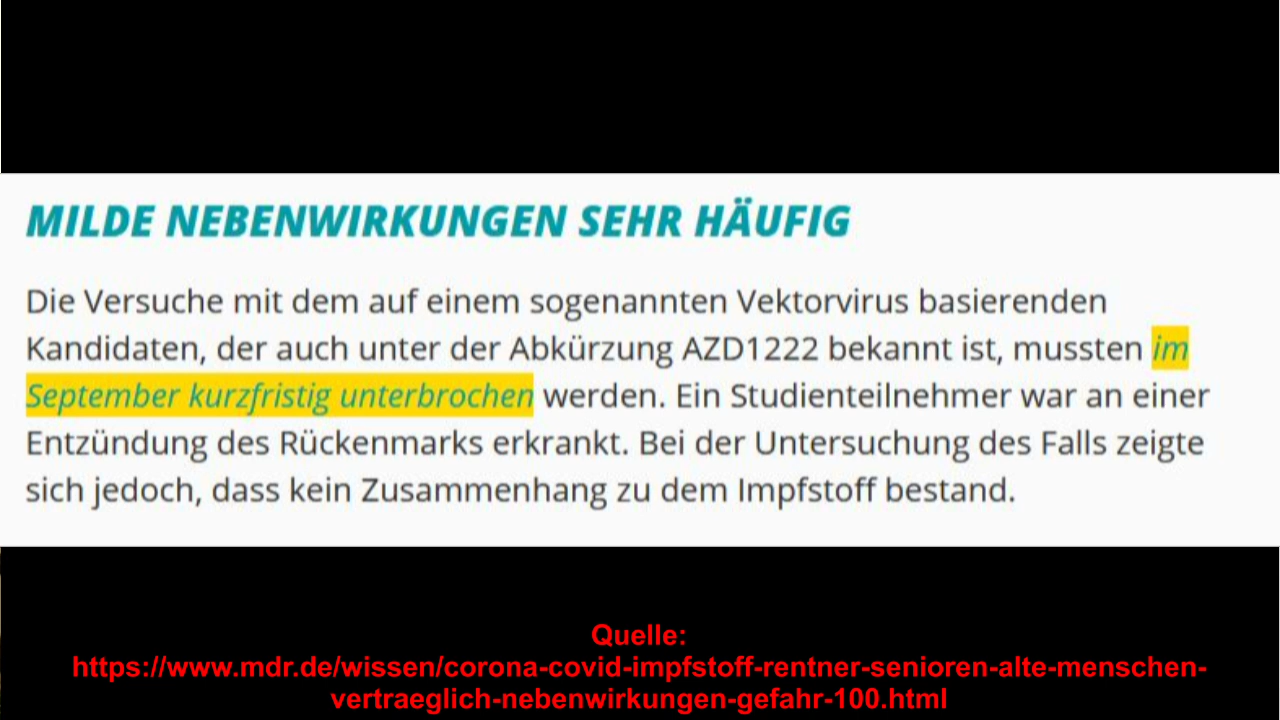 MILDE NEBENWIRKUNGEN SEHR HÄUFIG
Die Versuche mit dem auf einem sogenannten Vektorvirus basierenden
Kandidaten, der auch unter der Abkürzung AZD1222 bekannt ist, mussten im
September kurzfristig unterbrochen werden. Ein Studienteilnehmer war an einer
Entzündung des Rückenmarks erkrankt. Bei der Untersuchung des Falls zeigte
sich jedoch, dass kein Zusammenhang zu dem Impfstoff bestand.
Quelle:
https://www.mdr.de/wissen/corona-covid-impfstoff-rentner-senioren-alte-menschen-
vertraeglich-nebenwirkungen-gefahr-100.html